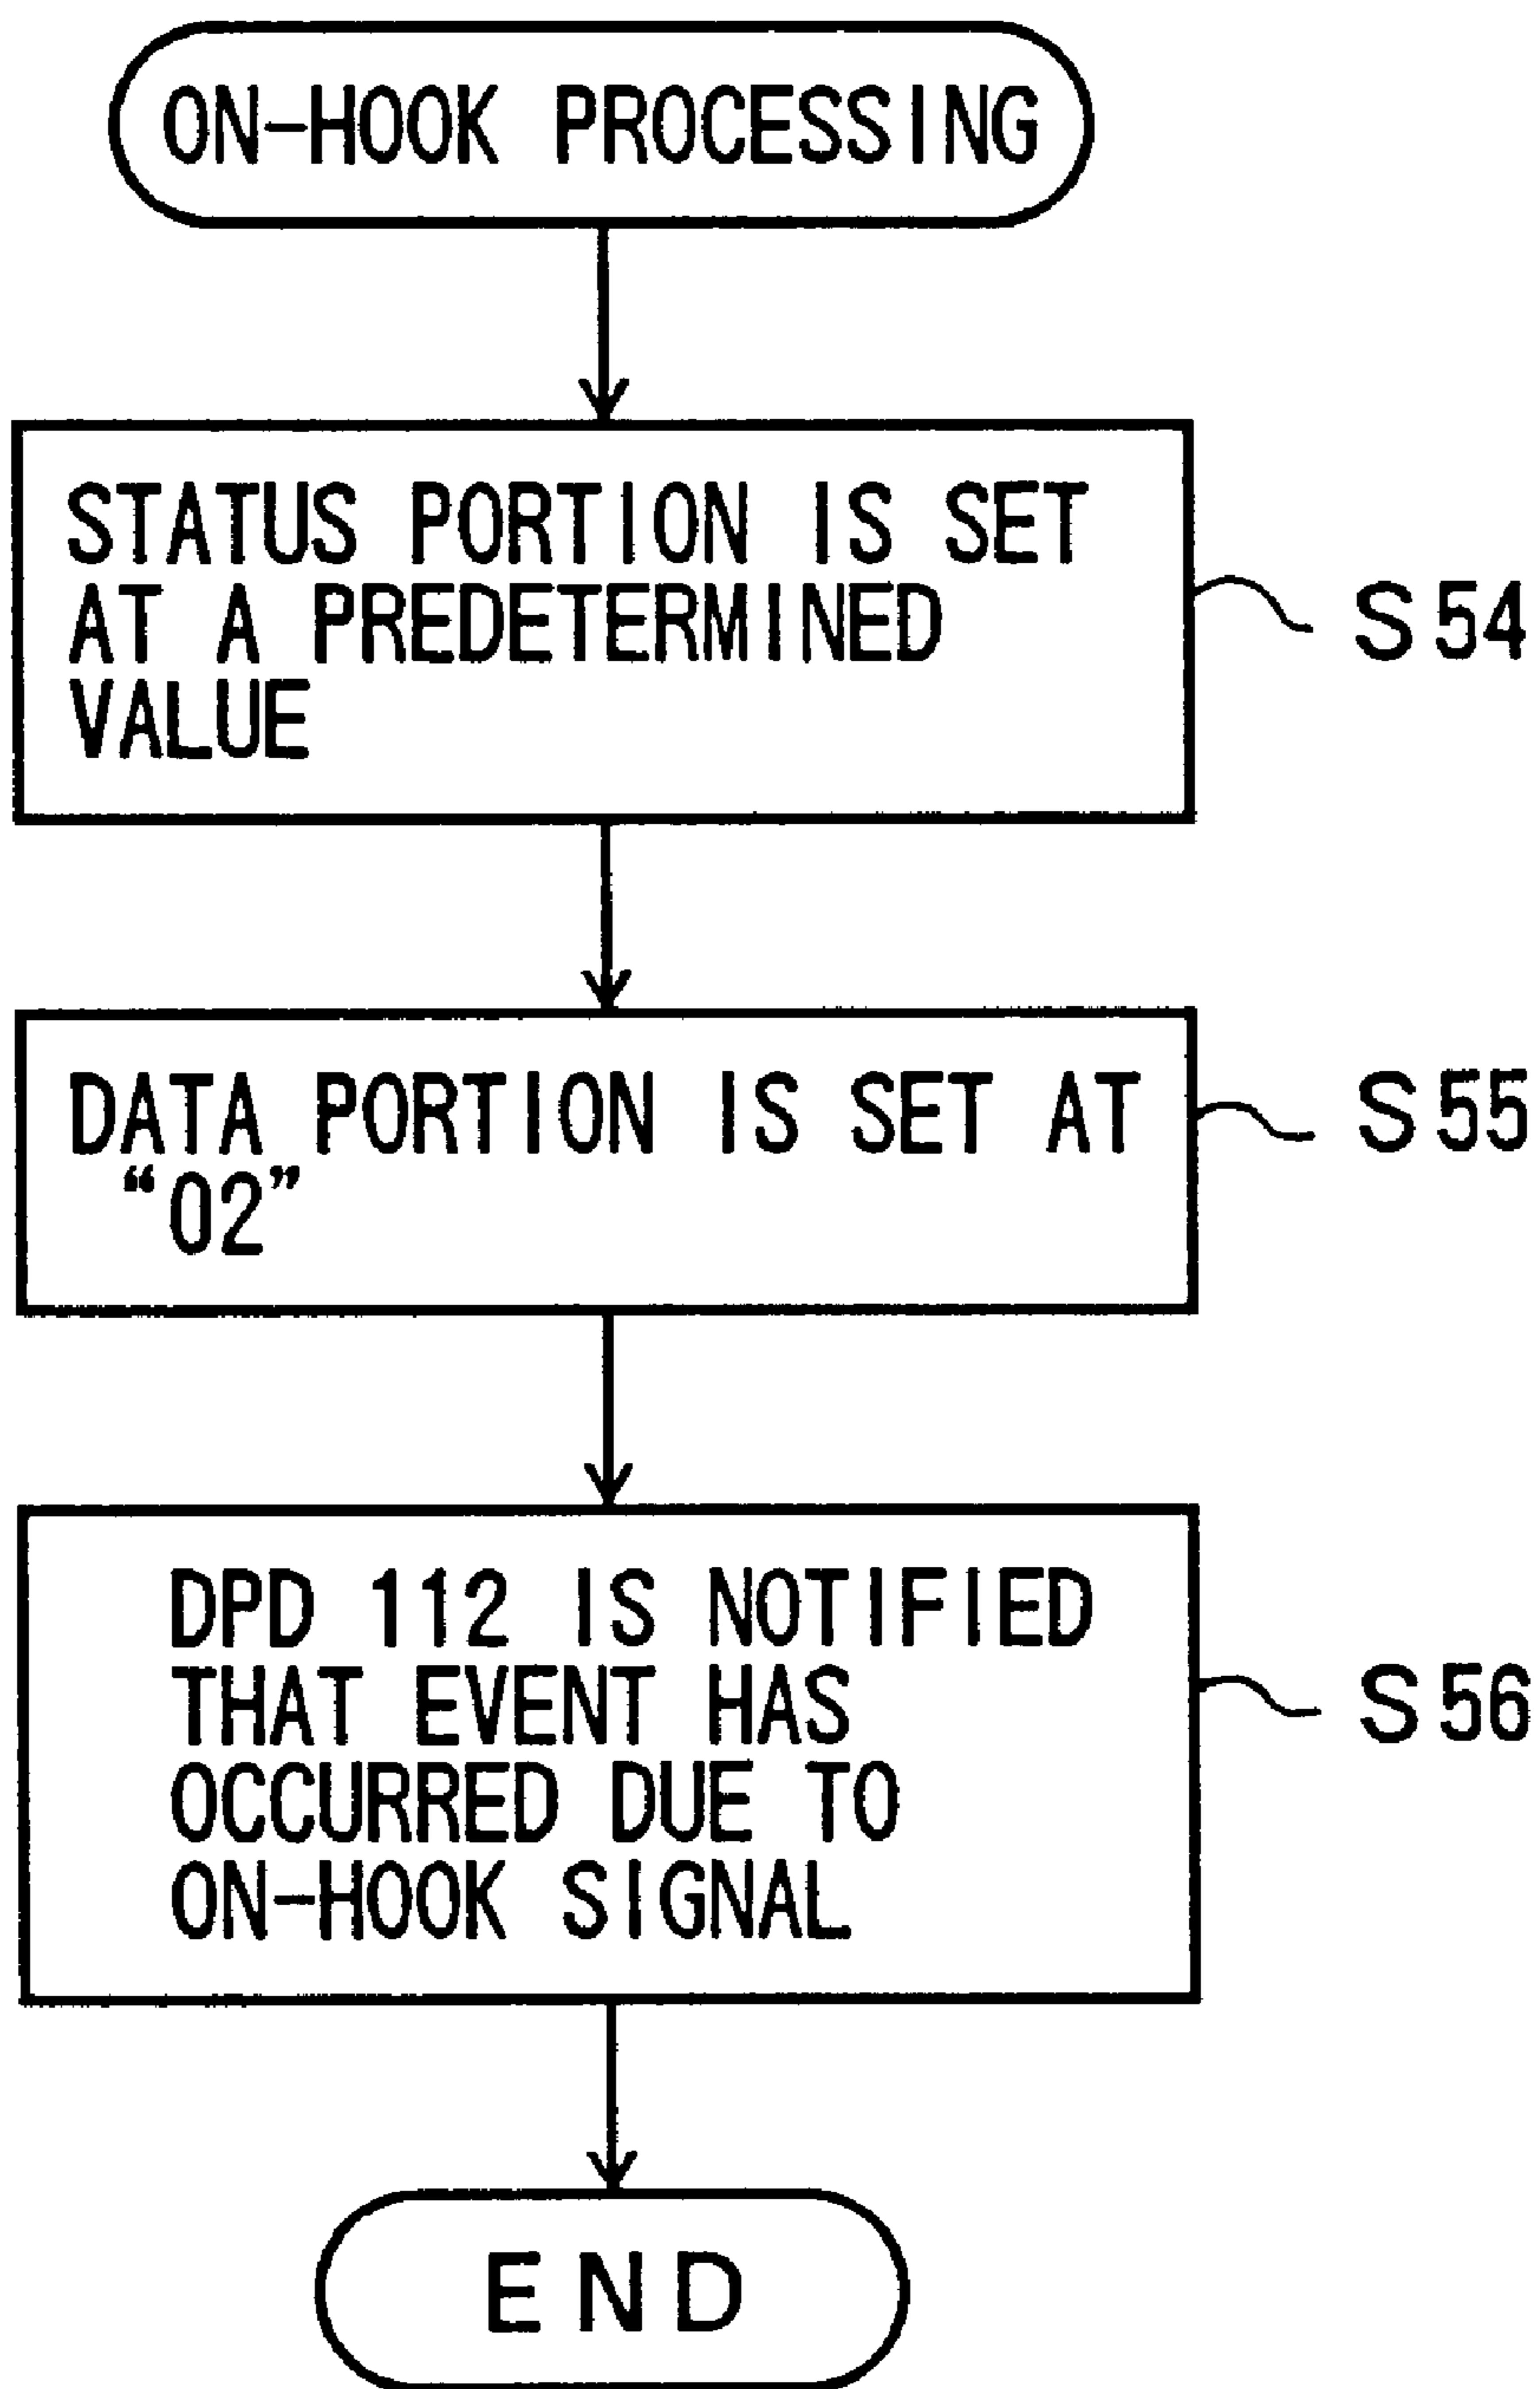 ON-HOOK PROCESSING
STATUS PORTION IS SET
AT A PREDETERMINED
VALUE
S54
DATA PORTION IS SET AT
“02”
S55
DPD 112 IS NOTIFIED
THAT EVENT HAS
OCCURRED DUE TO
ON-HOOK SIGNAL
S56
END